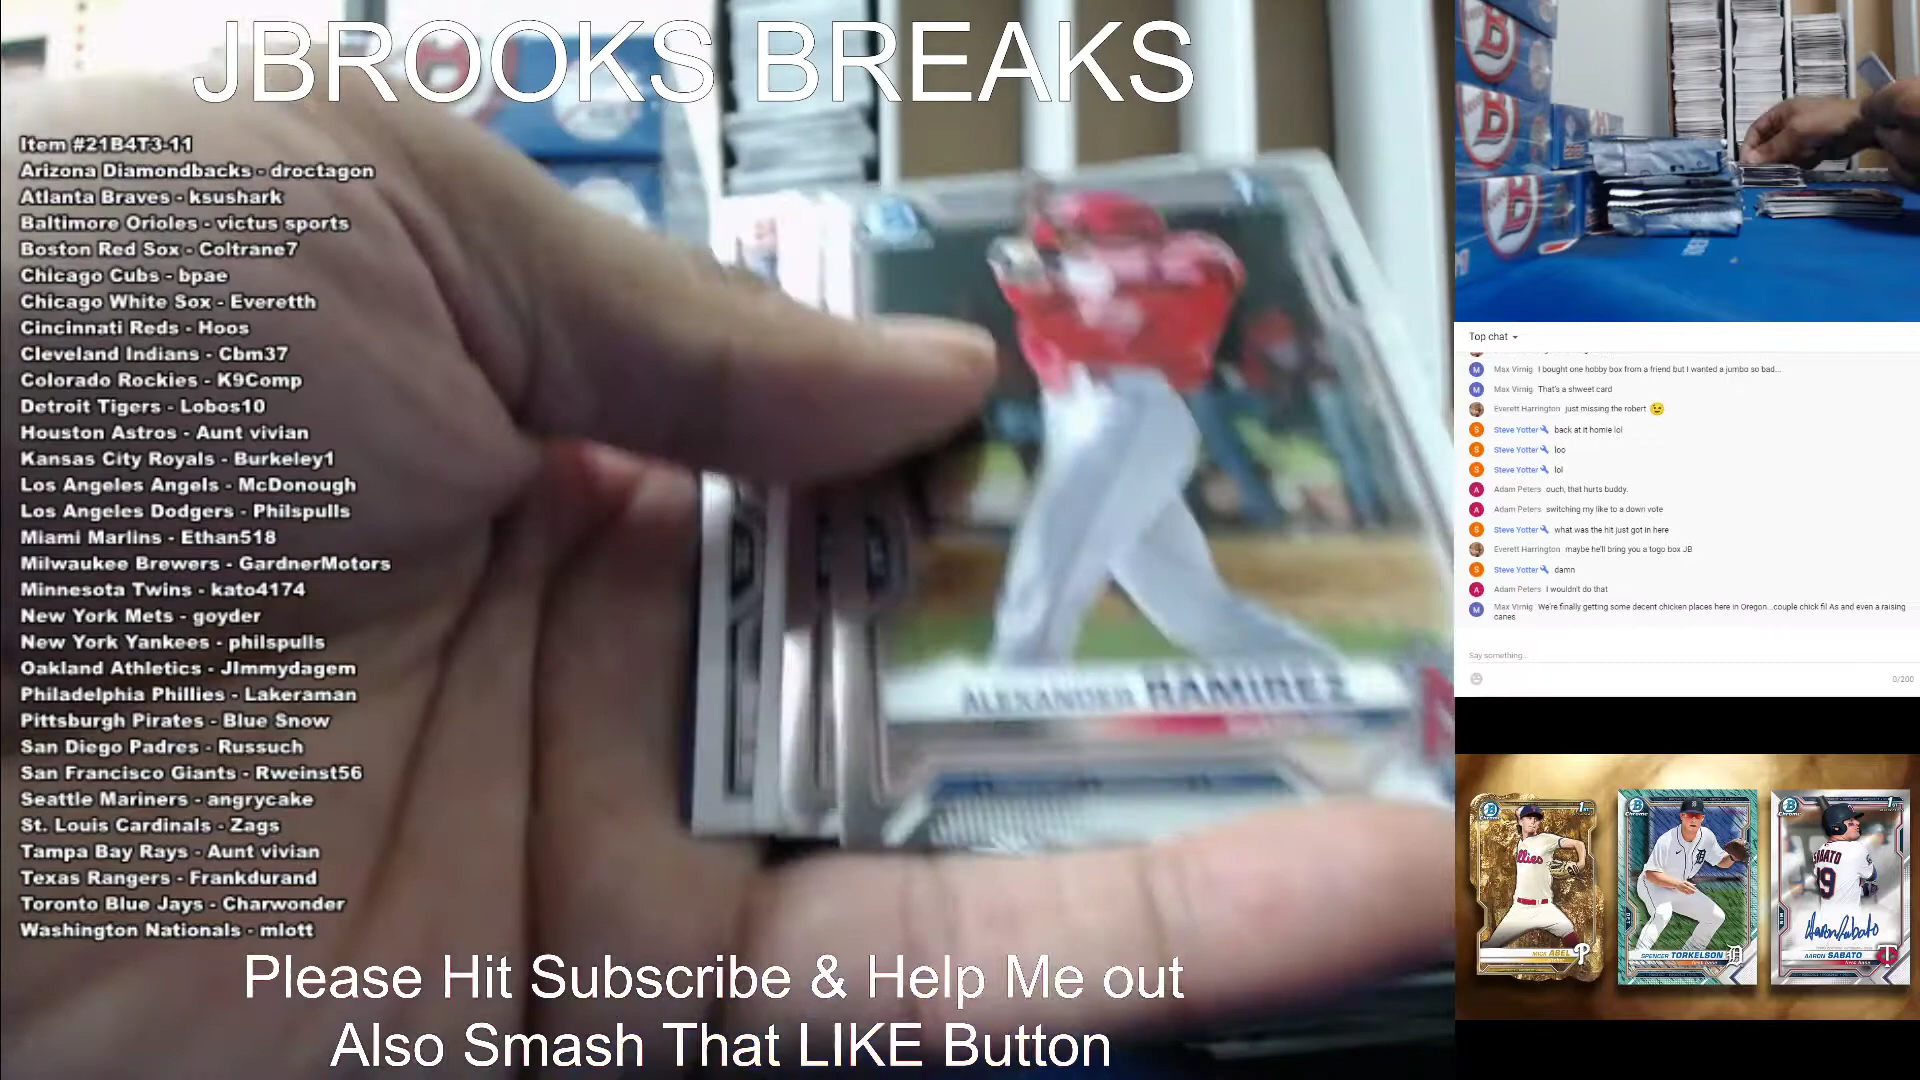 JBROOKS BREAKS
Item #21B4T3-11
Arizona Diamondbacks - droctagon
Atlanta Braves - ksushark
Baltimore Orioles - victus sports
Boston Red Sox - Coltrane7
Chicago Cubs - bpae
Chicago White Sox - Everetth
Cincinnati Reds - Hoos
Cleveland Indians - Cbm37
Colorado Rockies - K9Comp
Detroit Tigers - Lobos10
Houston Astros - Aunt vivian
Kansas City Royals - Burkeley1
Los Angeles Angels - McDonough
Los Angeles Dodgers - Philspulls
Miami Marlins - Ethan518
Milwaukee Brewers - GardnerMotors
Minnesota Twins - kato4174
New York Mets - goyder
New York Yankees - philspulls
Oakland Athletics - JImmydagem
Philadelphia Phillies - Lakeraman
Pittsburgh Pirates - Blue Snow
San Diego Padres - Russuch
San Francisco Giants - Rweinst56
Seattle Mariners - angrycake
St. Louis Cardinals - Zags
Tampa Bay Rays - Aunt vivian
Texas Rangers - Frankdurand
Toronto Blue Jays - Charwonder
Washington Nationals - mlott
ALEXANDER RAMIREZ
Please Hit Subscribe & Help Me out
Also Smash That LIKE Button
Top chat
Max Virnig I bought one hobby box from a friend but I wanted a jumbo so bad...
Max Virnig That's a shweet card
Everett Harrington just missing the robert
Steve Yotter back at it homie lol
Steve Yotter loo
Steve Yotter lol
Adam Peters ouch, that hurts buddy.
Adam Peters switching my like to a down vote
Steve Yotter what was the hit just got in here
Everett Harrington maybe he'll bring you a togo box JB
Steve Yotter damn
Adam Peters I wouldn't do that
Max Virnig We're finally getting some decent chicken places here in Oregon...couple chick fil As and even a raising
canes
Say something...
0/200
MICK ABEL
SPENCER TORKELSON
SABATO
19
AARON SABATO